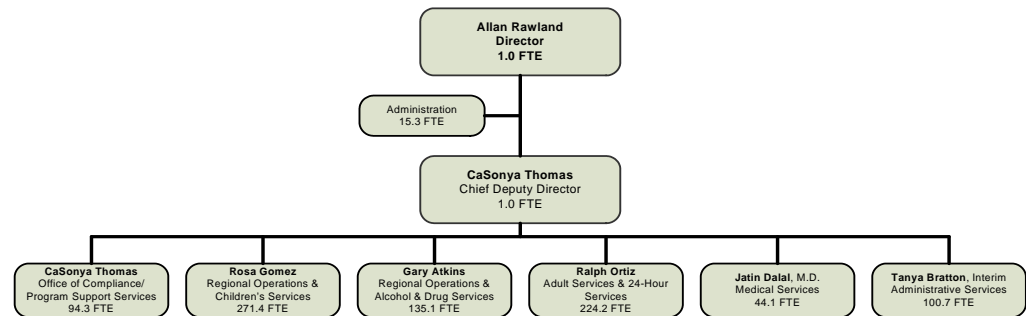 Allan Rawland
Director
1.0 FTE
Administration
15.3 FTE
CaSonya Thomas
Chief Deputy Director
1.0 FTE
CaSonya Thomas
Office of Compliance/
Program Support Services
94.3 FTE
Rosa Gomez
Regional Operations &
Children's Services
271.4 FTE
Gary Atkins
Regional Operations &
Alcohol & Drug Services
135.1 FTE
Ralph Ortiz
Adult Services & 24-Hour
Services
224.2 FTE
Jatin Dalal, M.D.
Medical Services
44.1 FTE
Tanya Bratton, Interim
Administrative Services
100.7 FTE